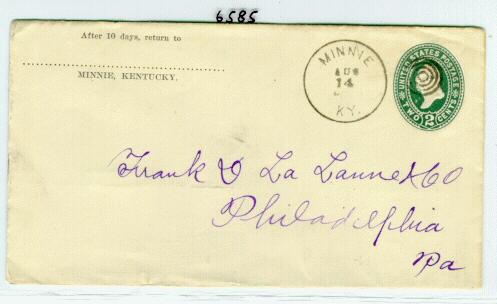 6585
After 10 days, return to
MINNIE, KENTUCKY.
MINNIE
AUG
14
KY.
UNITED STATES POSTAGE
TWO 2 CENTS
Frank D La Lanne & Co
Philadelphia
Pa